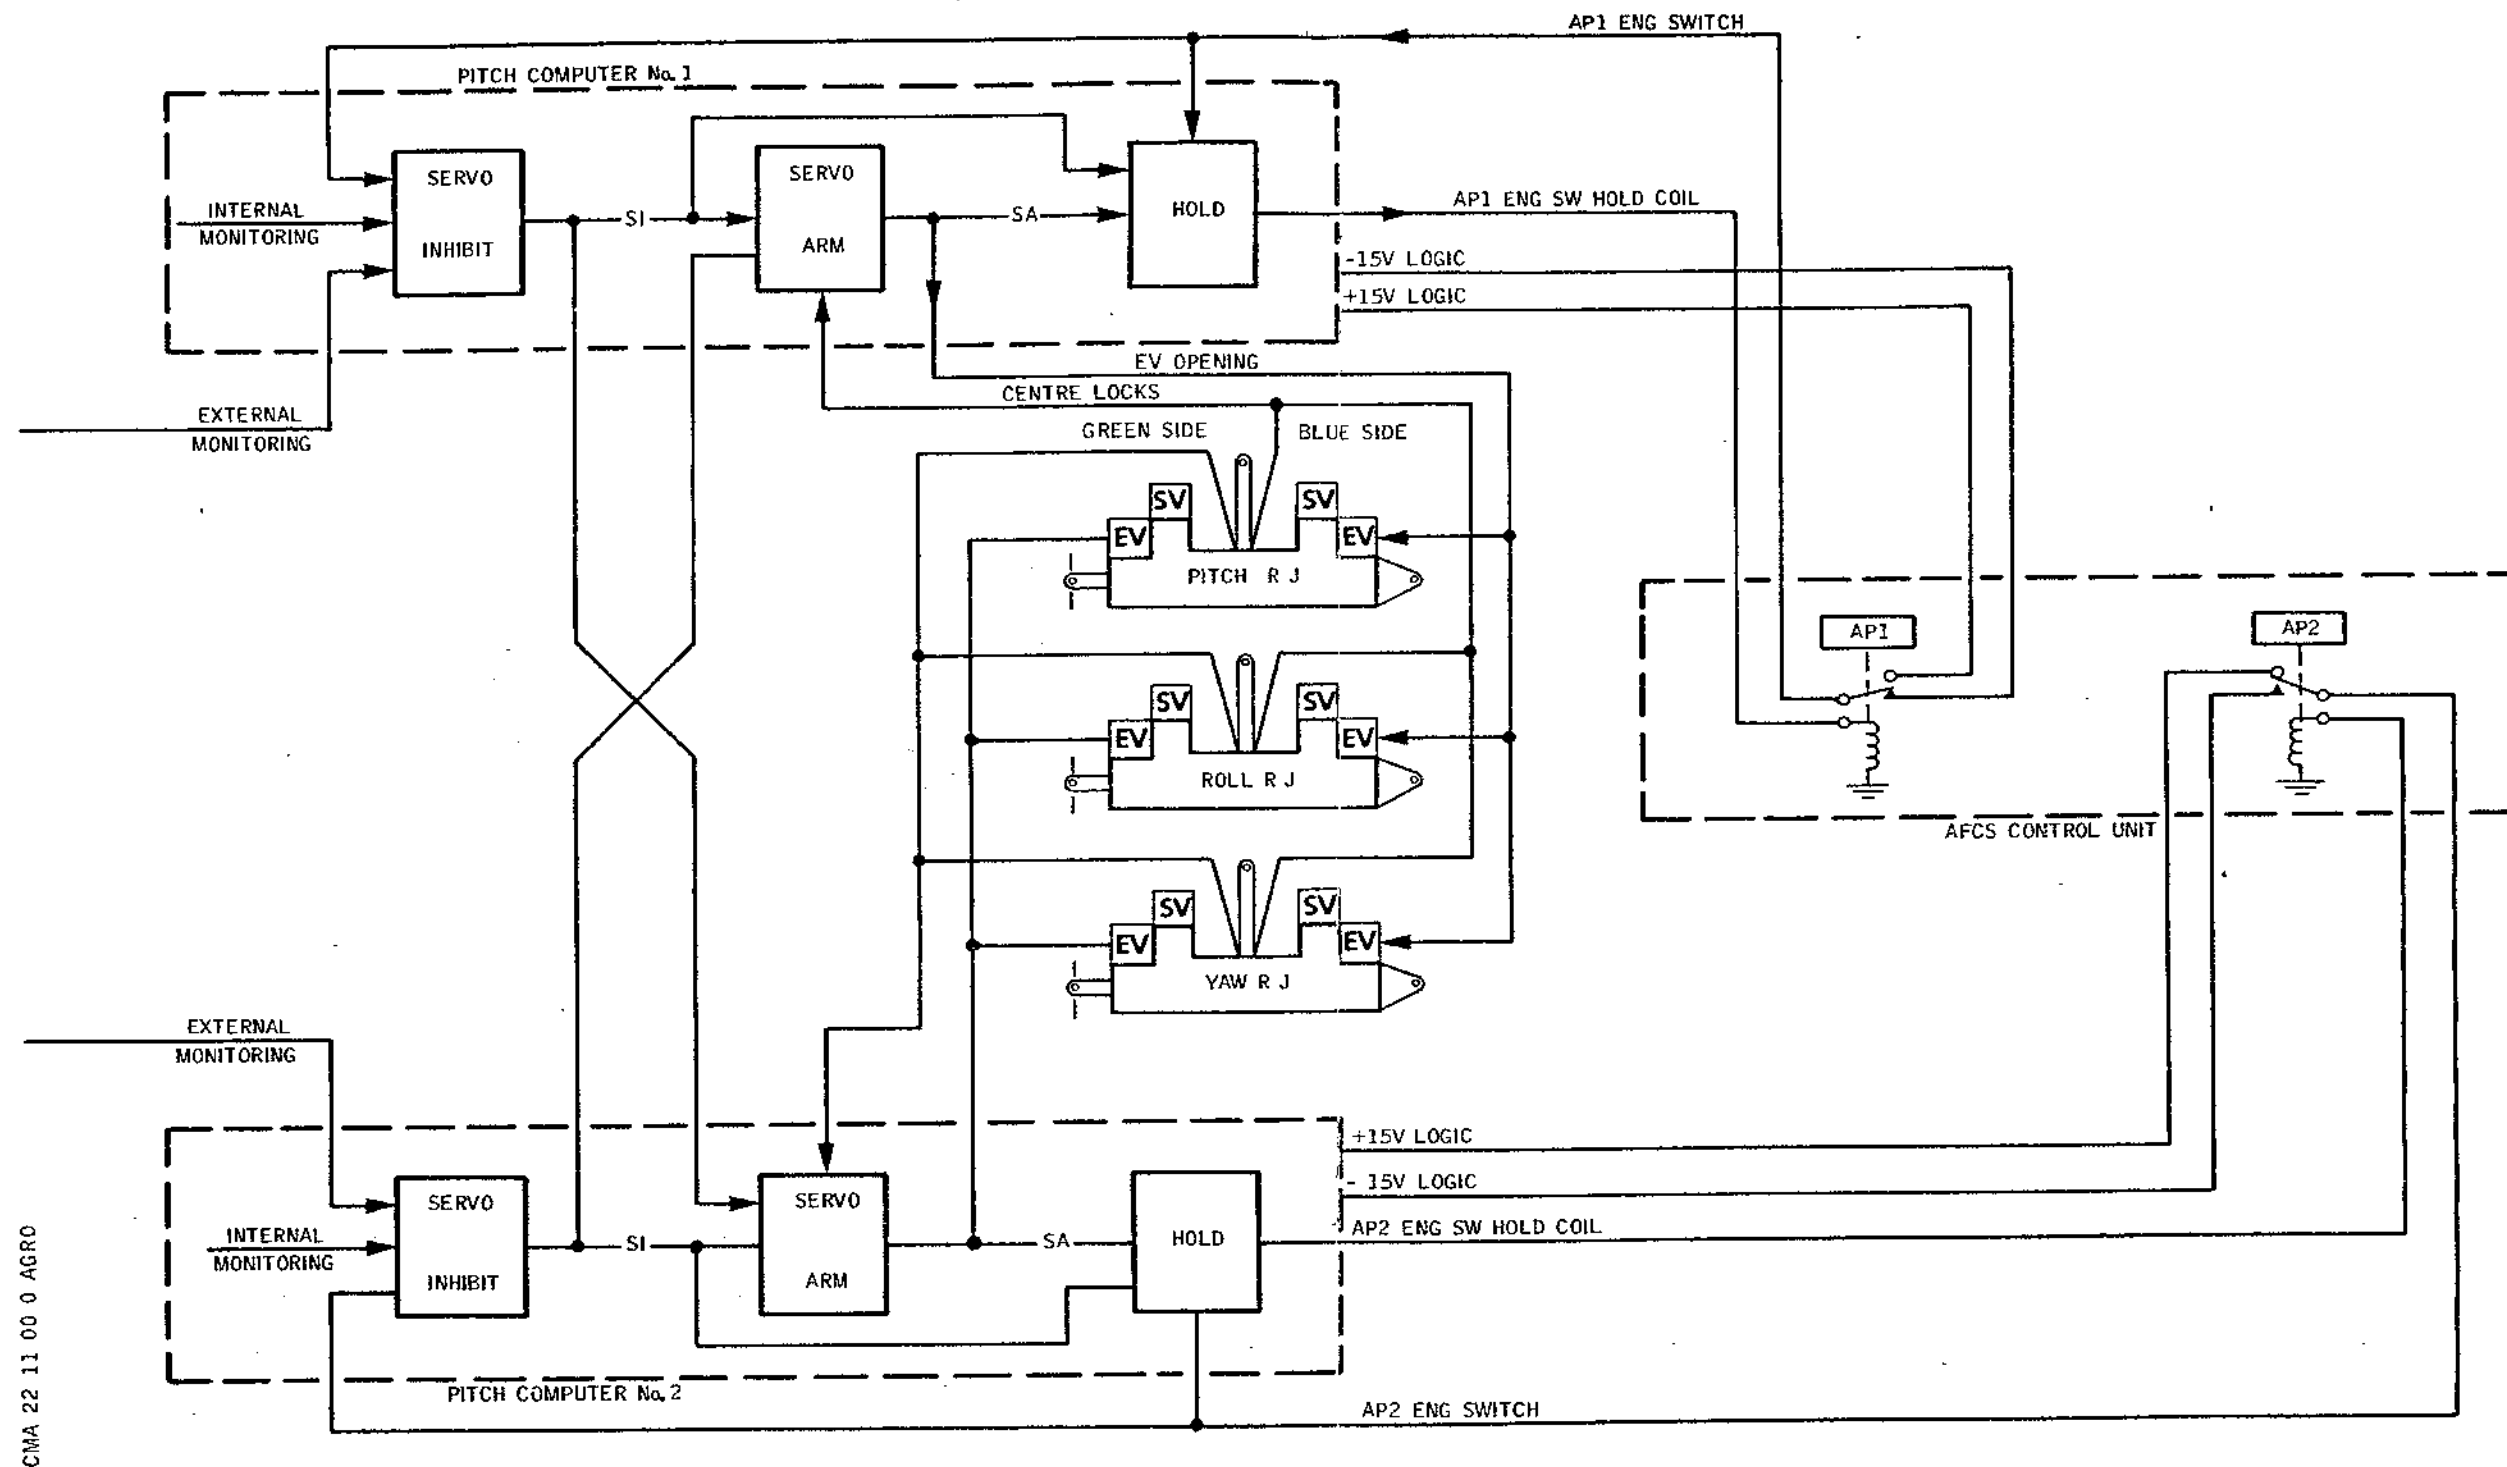 AP1 ENG SWITCH
PITCH COMPUTER No.1
SERVO
INHIBIT
INTERNAL
MONITORING
SI
SERVO
ARM
SA
HOLD
AP1 ENG SW HOLD COIL
-15V LOGIC
+15V LOGIC
EV OPENING
CENTRE LOCKS
EXTERNAL
MONITORING
GREEN SIDE
BLUE SIDE
SV
SV
EV
EV
PITCH R J
AP1
AP2
SV
SV
EV
EV
ROLL R J
AFCS CONTROL UNIT
SV
SV
EV
EV
YAW R J
EXTERNAL
MONITORING
+15V LOGIC
- 15V LOGIC
AP2 ENG SW HOLD COIL
SERVO
INHIBIT
INTERNAL
MONITORING
SI
SERVO
ARM
SA
HOLD
PITCH COMPUTER No.2
AP2 ENG SWITCH
CMA 22 11 00 0 AGRO